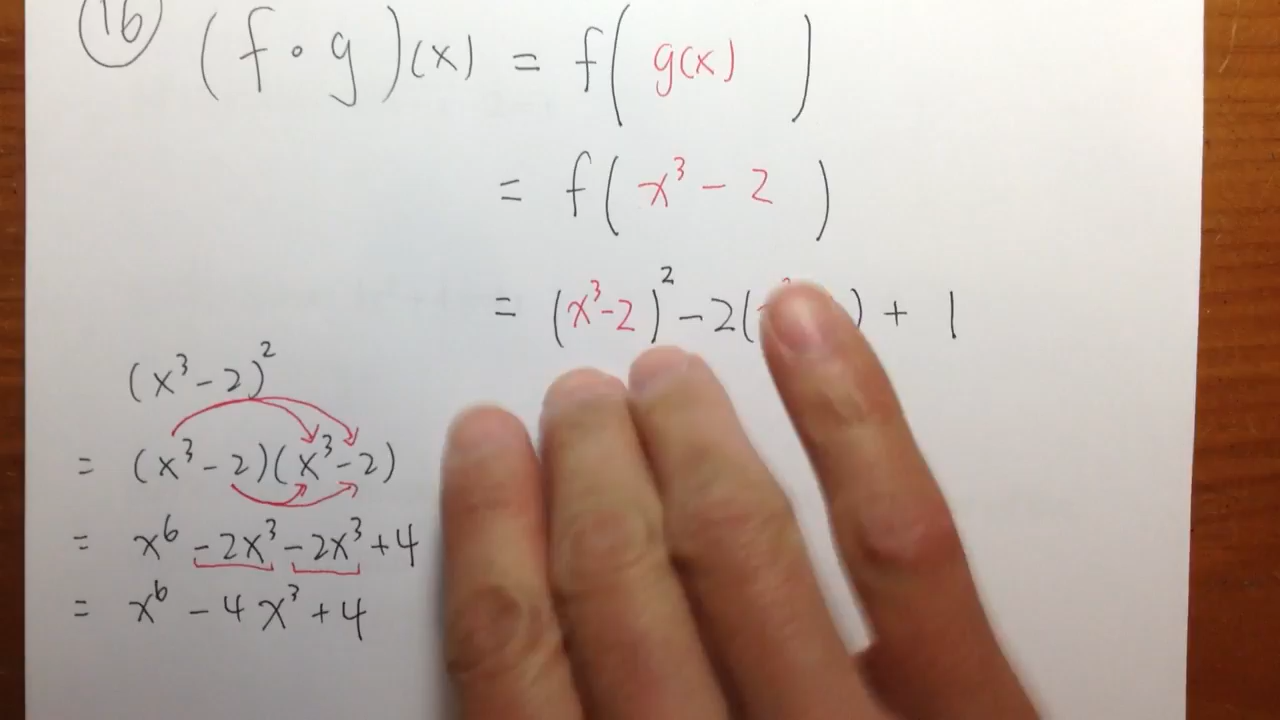 16 (f∘g)(x) = f( g(x) )
= f( x³ - 2 )
= (x³-2)² - 2( ) + 1
(x³ - 2)²
= (x³ - 2)(x³ - 2)
= x⁶ - 2x³ - 2x³ + 4
= x⁶ - 4x³ + 4